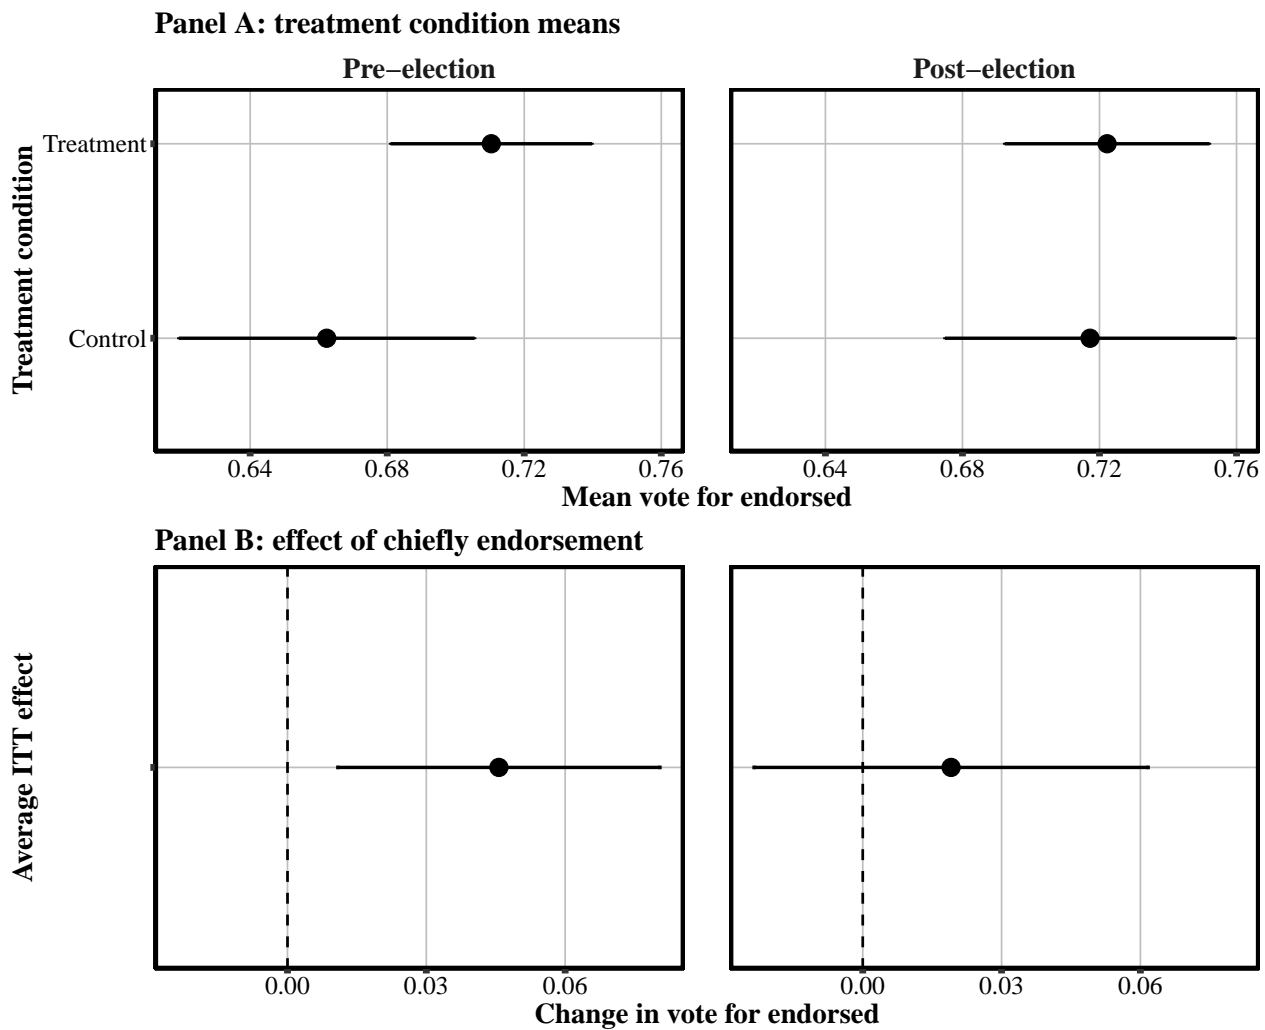 Panel A: treatment condition means
Pre−election
Post−election
Treatment condition
Treatment
Control
0.64 0.68 0.72 0.76
0.64 0.68 0.72 0.76
Mean vote for endorsed
Panel B: effect of chiefly endorsement
Average ITT effect
0.00 0.03 0.06
0.00 0.03 0.06
Change in vote for endorsed